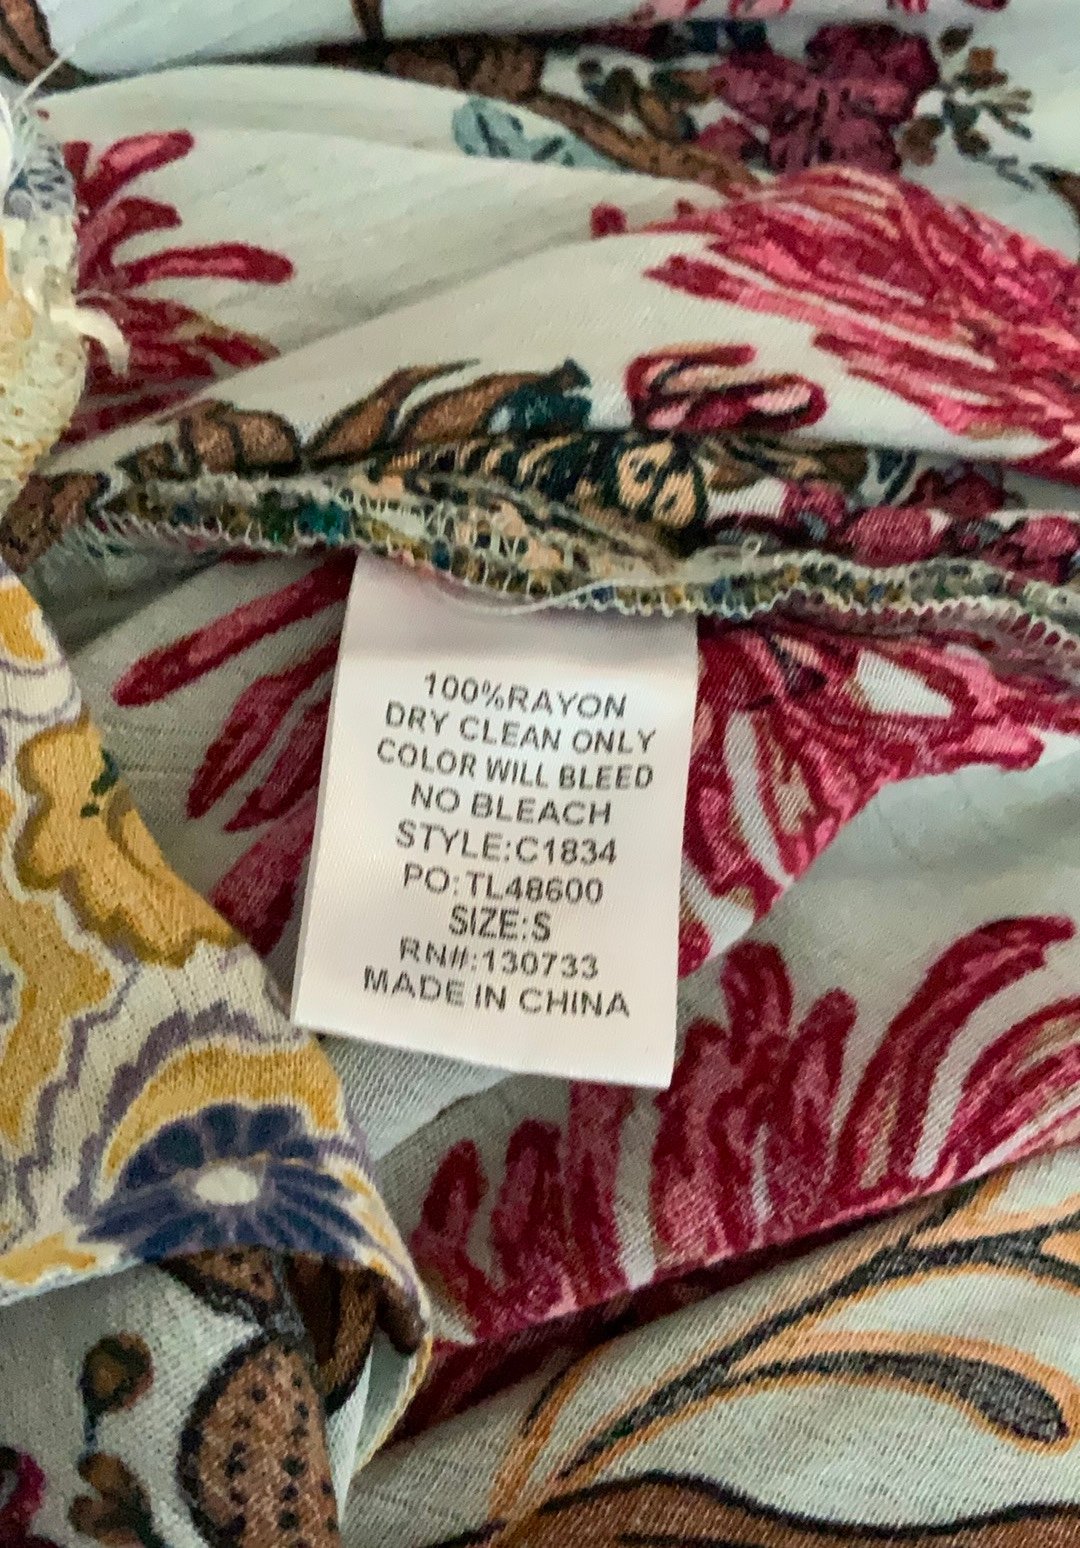 100%RAYON
DRY CLEAN ONLY
COLOR WILL BLEED
NO BLEACH
STYLE:C1834
PO:TL48600
SIZE:S
RN#:130733
MADE IN CHINA